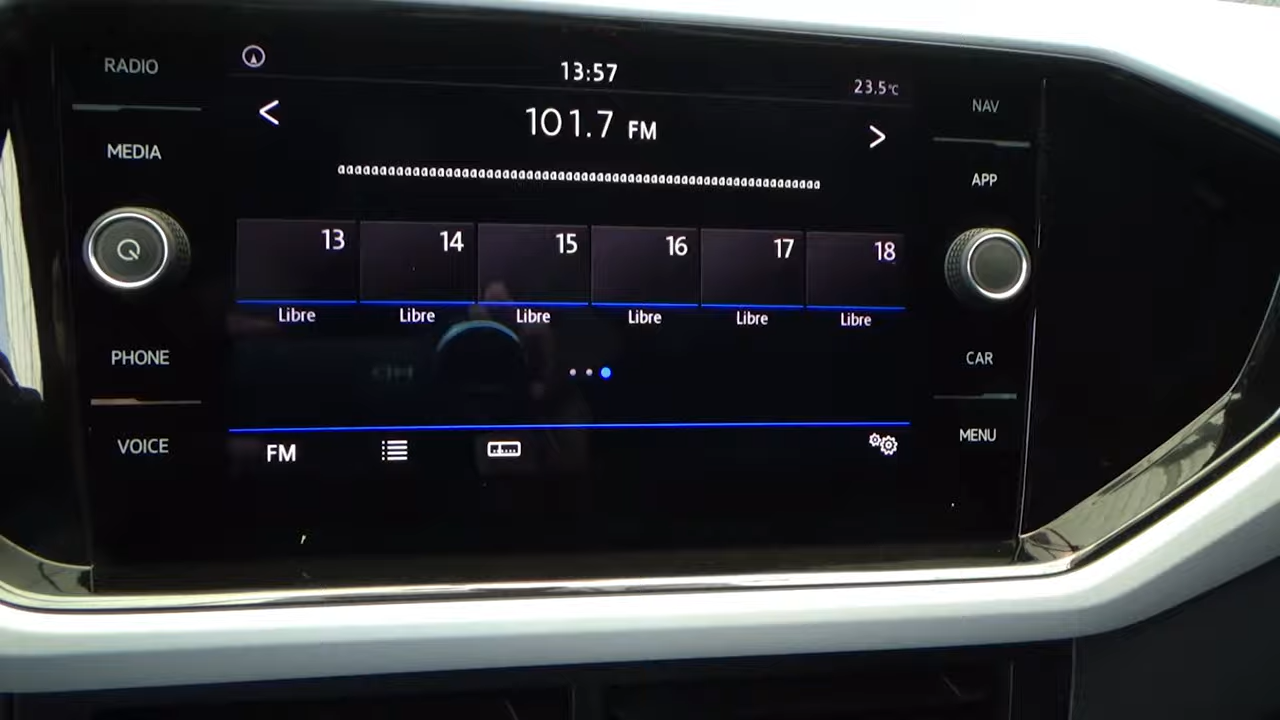 RADIO
MEDIA
PHONE
VOICE
13:57
23.5°C
<
101.7 FM
>
13 14 15 16 17 18
Libre Libre Libre Libre Libre Libre
FM
NAV
APP
CAR
MENU